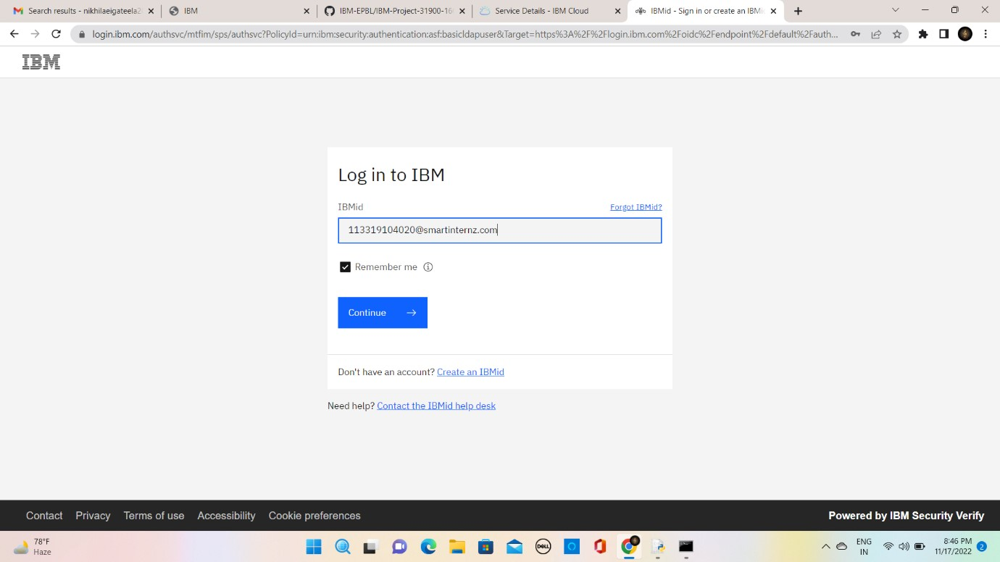 Search results - nikhilaeigateela2
IBM
IBM-EPBL/IBM-Project-31900-16
Service Details - IBM Cloud
IBMid - Sign in or create an IBMi
login.ibm.com/authsvc/mtfim/sps/authsvc?PolicyId=urn:ibm:security:authentication:asf:basicldapuser&Target=https%3A%2F%2Flogin.ibm.com%2Foidc%2Fendpoint%2Fdefault%2Fauth...
IBM
Log in to IBM
IBMid
Forgot IBMid?
113319104020@smartinternz.com
Remember me
Continue
Don't have an account? Create an IBMid
Need help? Contact the IBMid help desk
Contact Privacy Terms of use Accessibility Cookie preferences
Powered by IBM Security Verify
78°F
Haze
DELL
ENG
IN
8:46 PM
11/17/2022
2